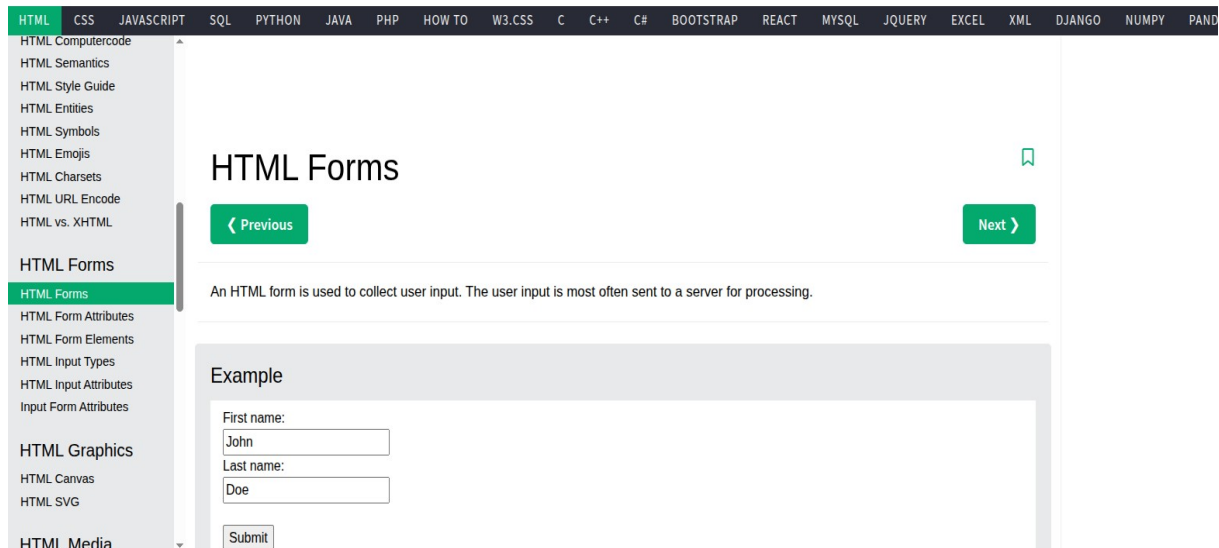 HTML CSS JAVASCRIPT SQL PYTHON JAVA PHP HOW TO W3.CSS C C++ C# BOOTSTRAP REACT MYSQL JQUERY EXCEL XML DJANGO NUMPY PAND
HTML Computercode
HTML Semantics
HTML Style Guide
HTML Entities
HTML Symbols
HTML Emojis
HTML Charsets
HTML URL Encode
HTML vs. XHTML
HTML Forms
HTML Forms
HTML Form Attributes
HTML Form Elements
HTML Input Types
HTML Input Attributes
Input Form Attributes
HTML Graphics
HTML Canvas
HTML SVG
HTML Media
HTML Forms
❮ Previous
Next ❯
An HTML form is used to collect user input. The user input is most often sent to a server for processing.
Example
First name:
John
Last name:
Doe
Submit